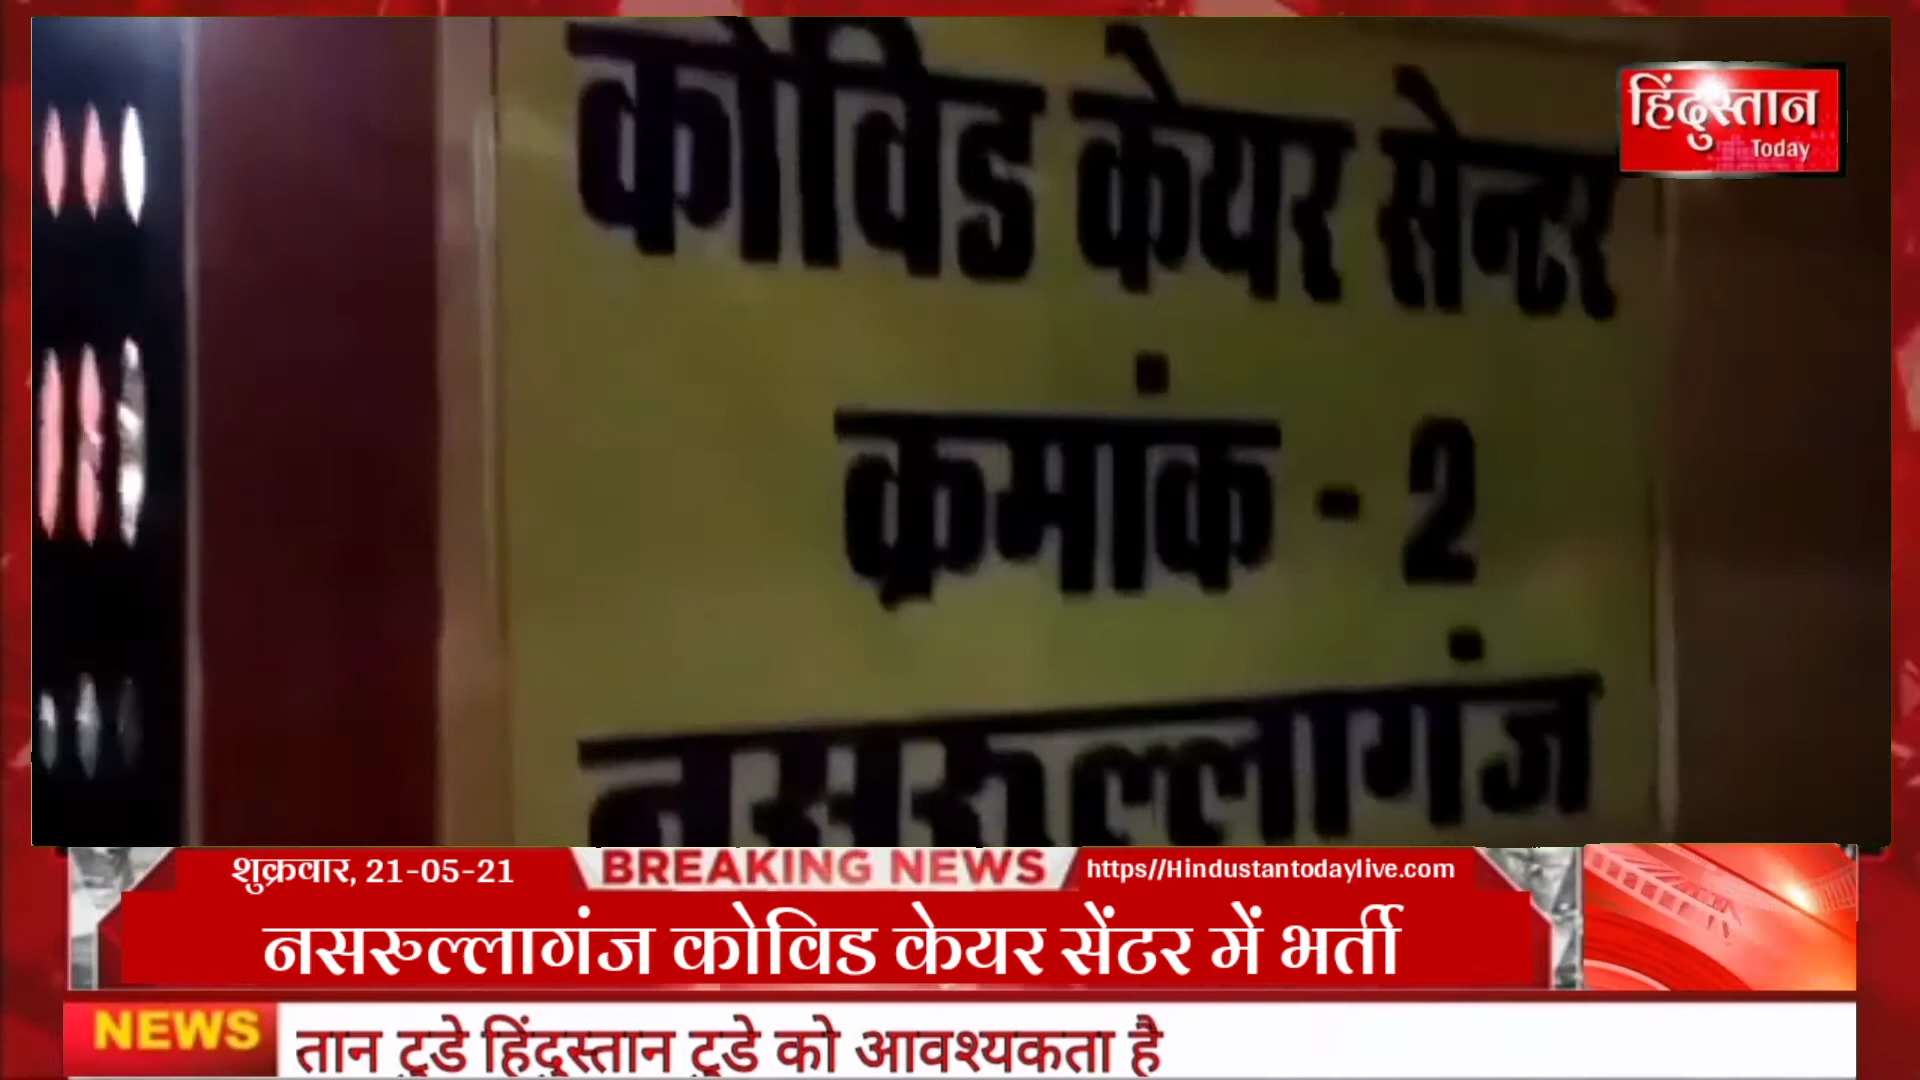 कोविड केयर सेन्टर
हिंदुस्तान
Today
क्रमांक - 2
नसरुल्लागंज
शुक्रवार, 21-05-21
BREAKING NEWS
https//Hindustantodaylive.com
नसरुल्लागंज कोविड केयर सेंटर में भर्ती
NEWS
तान टुडे हिंदुस्तान टुडे को आवश्यकता है